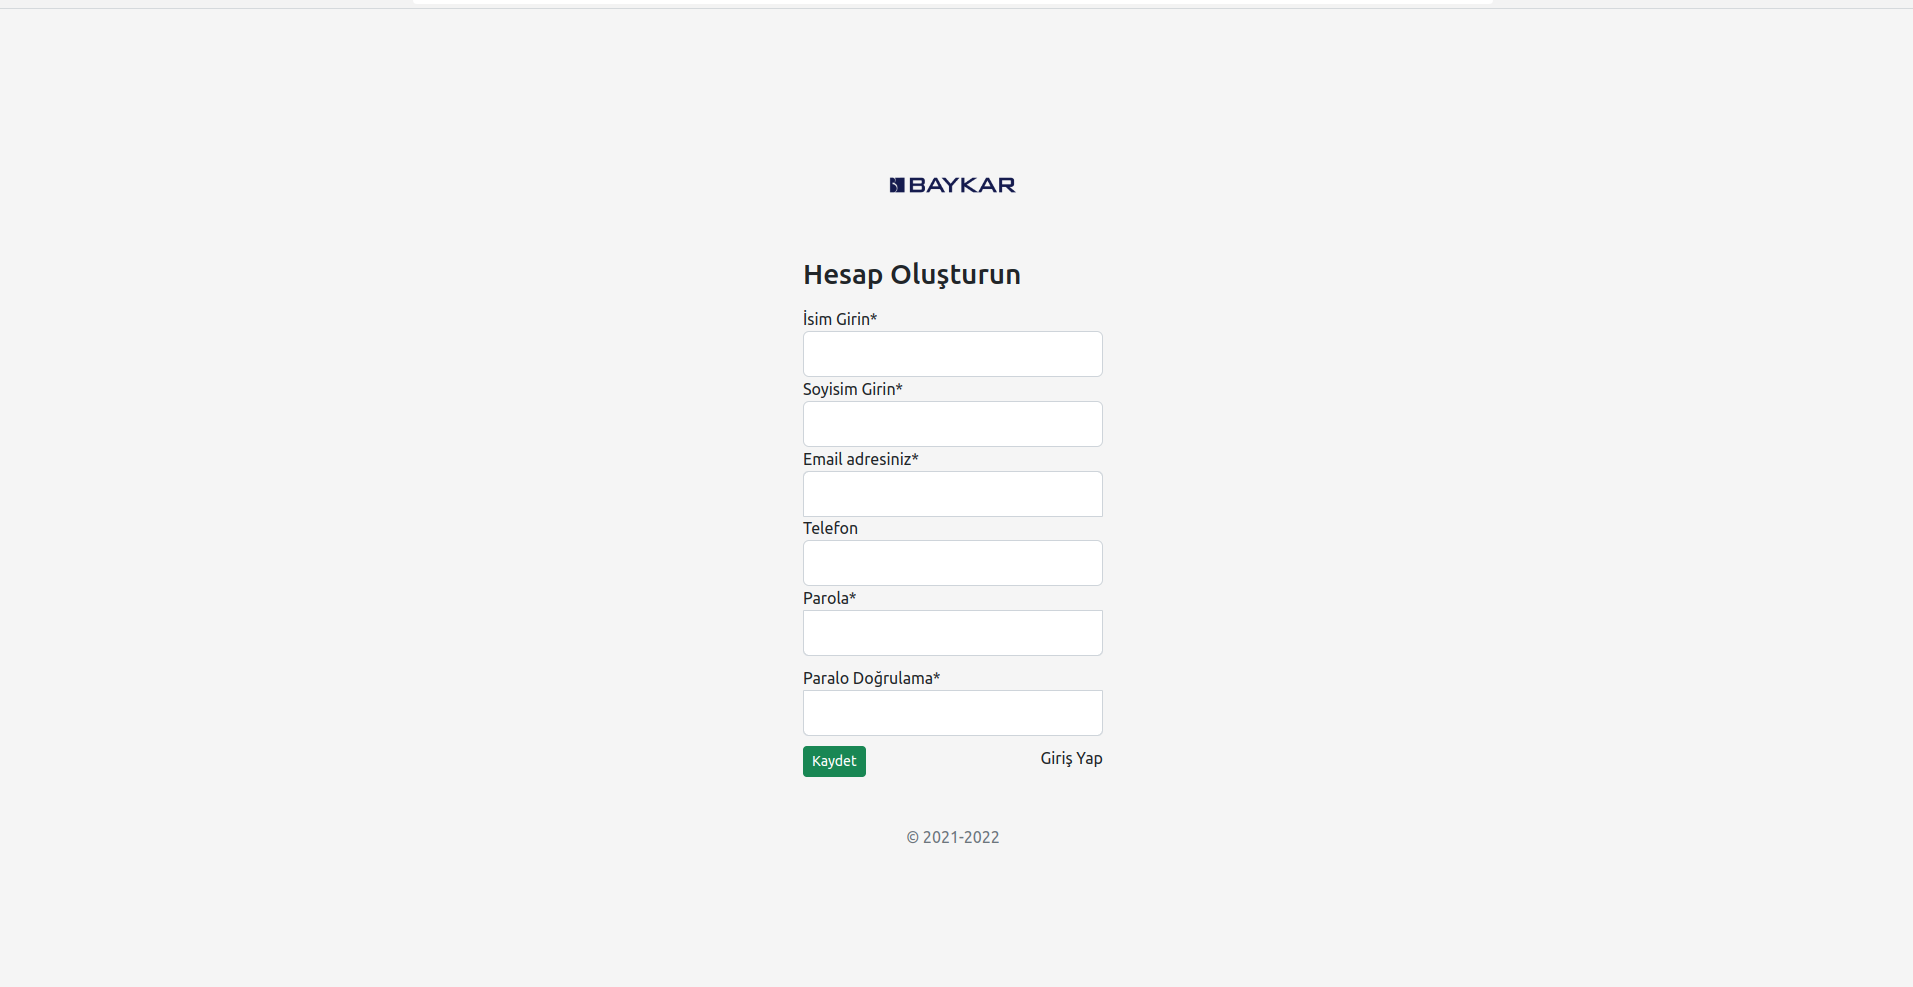 BAYKAR
Hesap Oluşturun
İsim Girin*
Soyisim Girin*
Email adresiniz*
Telefon
Parola*
Paralo Doğrulama*
Kaydet
Giriş Yap
© 2021-2022